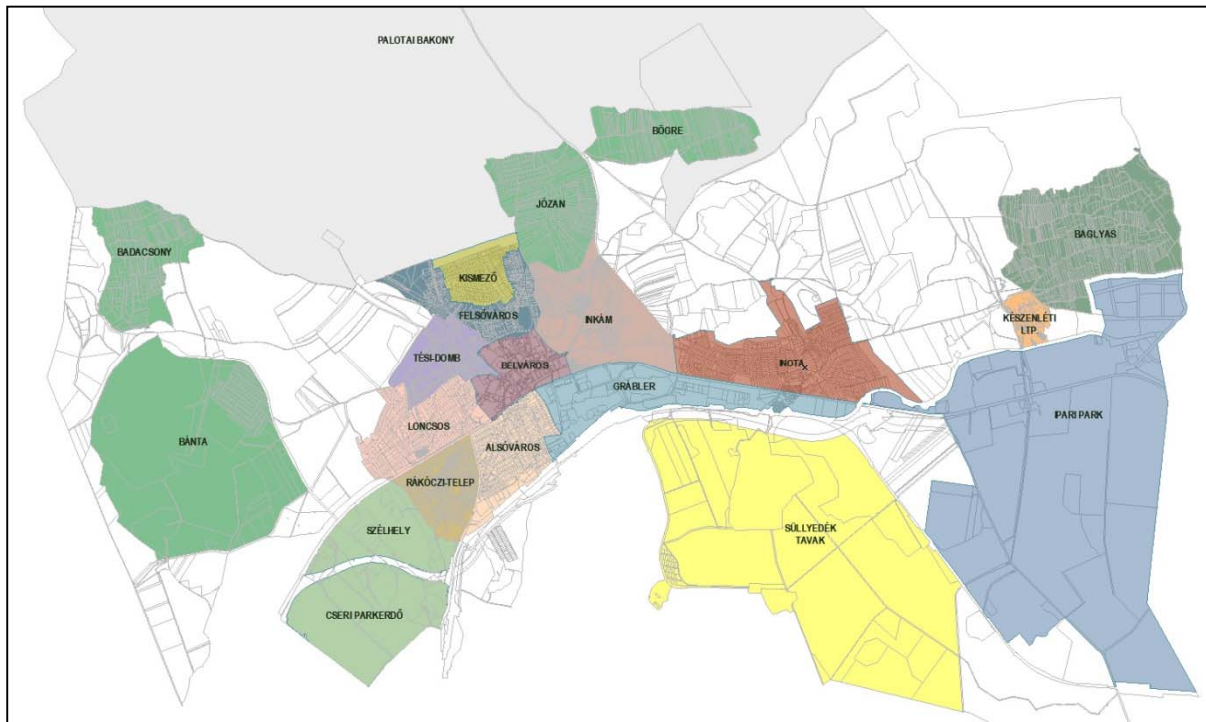 PALOTAI BAKONY
BÖGRE
JÓZAN
BADACSONY
BAGLYAS
KISMEZŐ
FELSŐVÁROS
INKÁM
KÉSZENLÉTI
LTP.
TÉSI-DOMB
BELVÁROS
INOTA
GRÁBLER
IPARI PARK
LONCSOS
BÁNTA
ALSÓVÁROS
RÁKÓCZI-TELEP
SZÉLHELY
SÜLLYEDÉK
TAVAK
CSERI PARKERDŐ